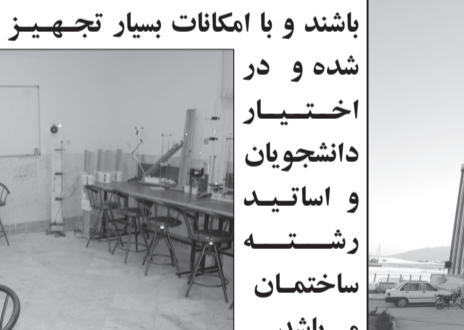 باشند و با امکانات بسیار تجهیز
شده و در
اختیار
دانشجویان
و اساتید
رشته
ساختمان